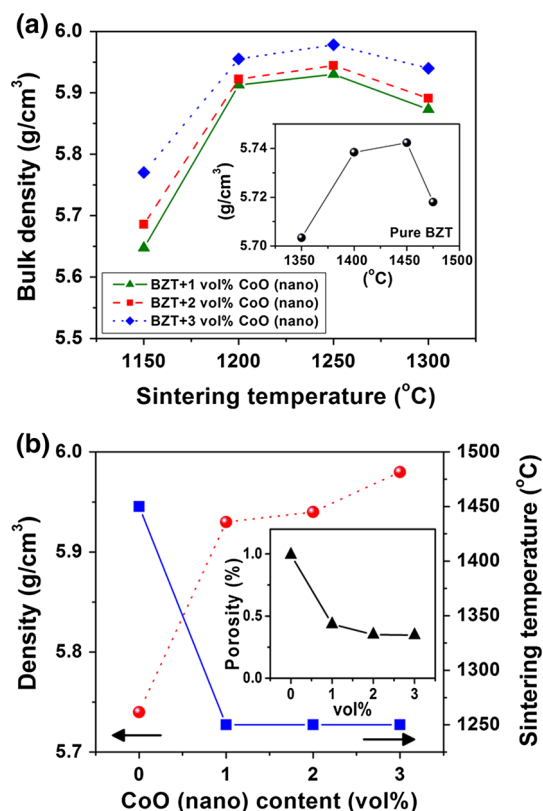 (a)
6.0
5.9
5.8
5.7
5.6
5.5
Bulk density (g/cm³)
1150 1200 1250 1300
Sintering temperature (°C)
BZT+1 vol% CoO (nano)
BZT+2 vol% CoO (nano)
BZT+3 vol% CoO (nano)
5.74
5.72
5.70
(g/cm³)
Pure BZT
1350 1400 1450 1500
(°C)
(b)
6.0
5.9
5.8
5.7
Density (g/cm³)
1500
1450
1400
1350
1300
1250
Sintering temperature (°C)
1.0
0.5
0.0
Porosity (%)
0 1 2 3
vol%
0 1 2 3
CoO (nano) content (vol%)